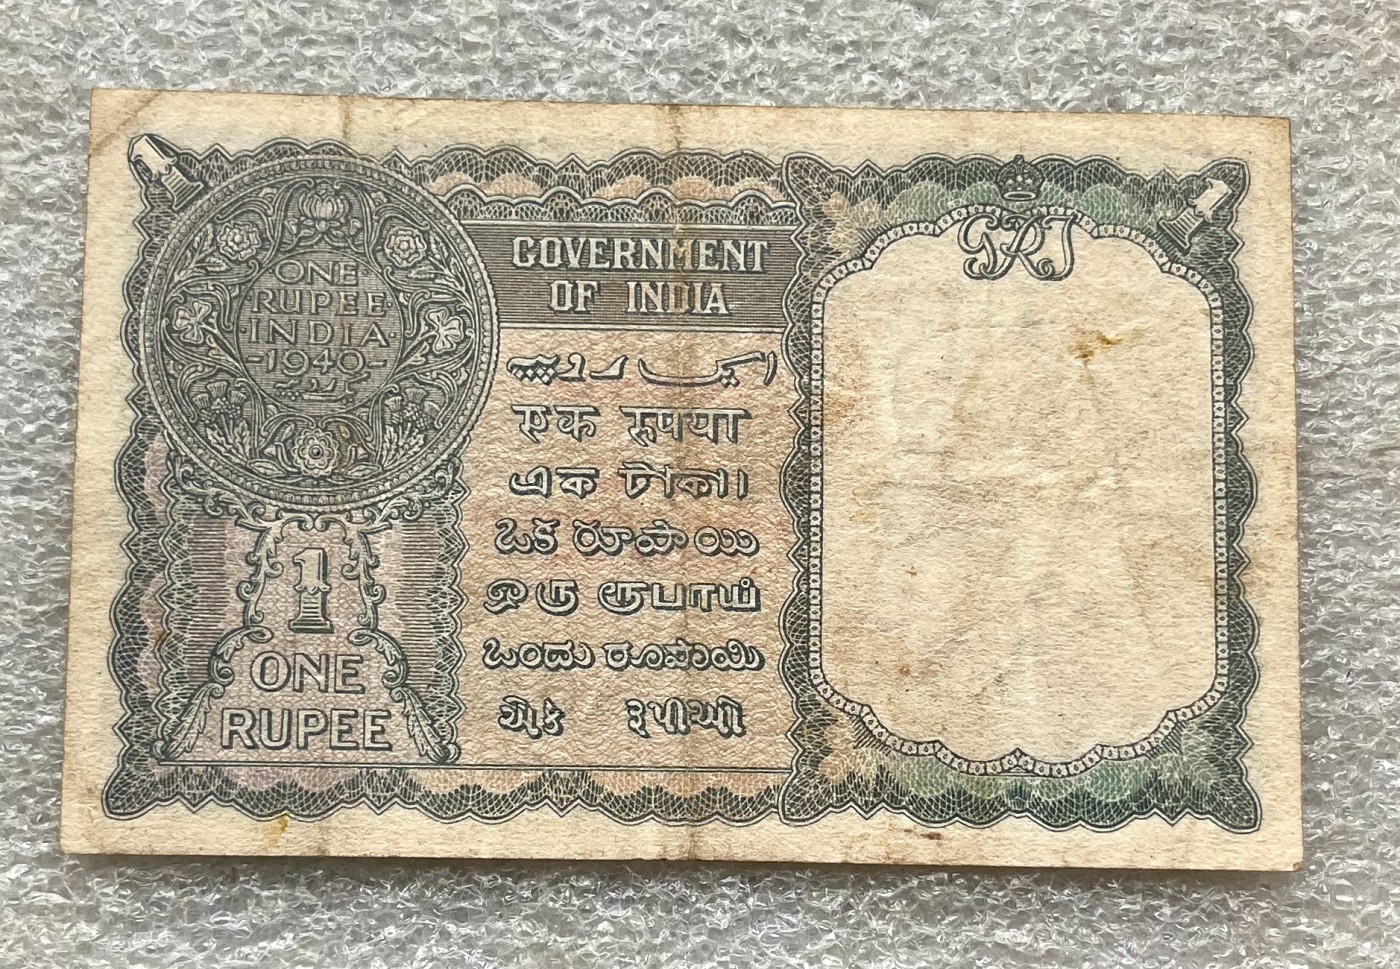 ONE
RUPEE
INDIA
1940
1
ONE
RUPEE
GOVERNMENT
OF INDIA
ایک روپیہ
एक रुपया
এক টাকা।
ఒక రూపాయి
ஒரு ரூபாய்
ಒಂದು ರೂಪಾಯಿ
એક રૂપીઓ
GRI